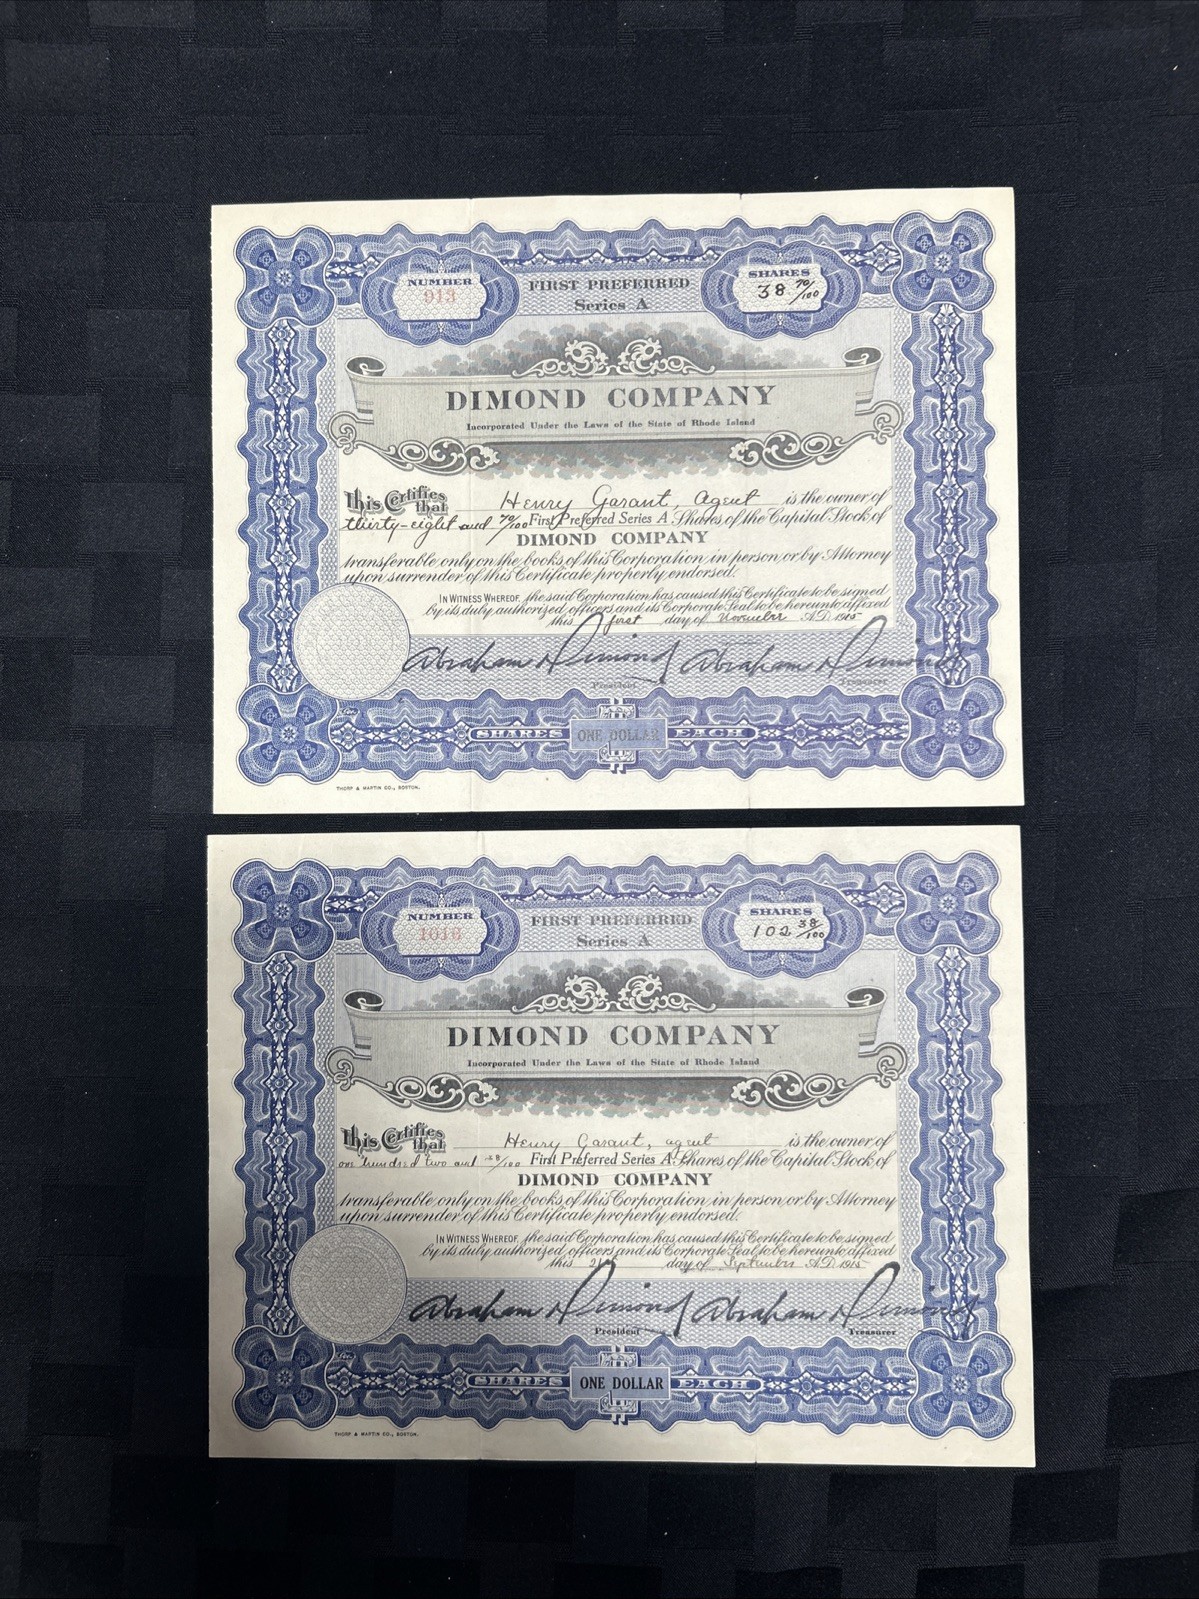 NUMBER FIRST PREFERRED SHARES
913 Series A 38 70/100
DIMOND COMPANY
Incorporated Under the Laws of the State of Rhode Island
This Certifies that Henry Garant, Agent is the owner of
thirty-eight and 70/100 First Preferred Series A Shares of the Capital Stock of
DIMOND COMPANY
transferable only on the books of this Corporation in person or by Attorney
upon surrender of this Certificate properly endorsed.
IN WITNESS WHEREOF, the said Corporation has caused this Certificate to be signed
by its duly authorized officers and its Corporate Seal to be hereunto affixed
this first day of November A.D. 1915
Abraham Dimond Abraham Dimond
President Treasurer
SHARES ONE DOLLAR EACH
THORP & MARTIN CO., BOSTON.
NUMBER FIRST PREFERRED SHARES
1016 Series A 102 38/100
DIMOND COMPANY
Incorporated Under the Laws of the State of Rhode Island
This Certifies that Henry Garant, agent is the owner of
one hundred two and 38/100 First Preferred Series A Shares of the Capital Stock of
DIMOND COMPANY
transferable only on the books of this Corporation in person or by Attorney
upon surrender of this Certificate properly endorsed.
IN WITNESS WHEREOF, the said Corporation has caused this Certificate to be signed
by its duly authorized officers and its Corporate Seal to be hereunto affixed
this day of September A.D. 1915
Abraham Dimond Abraham Dimond
President Treasurer
SHARES ONE DOLLAR EACH
THORP & MARTIN CO., BOSTON.